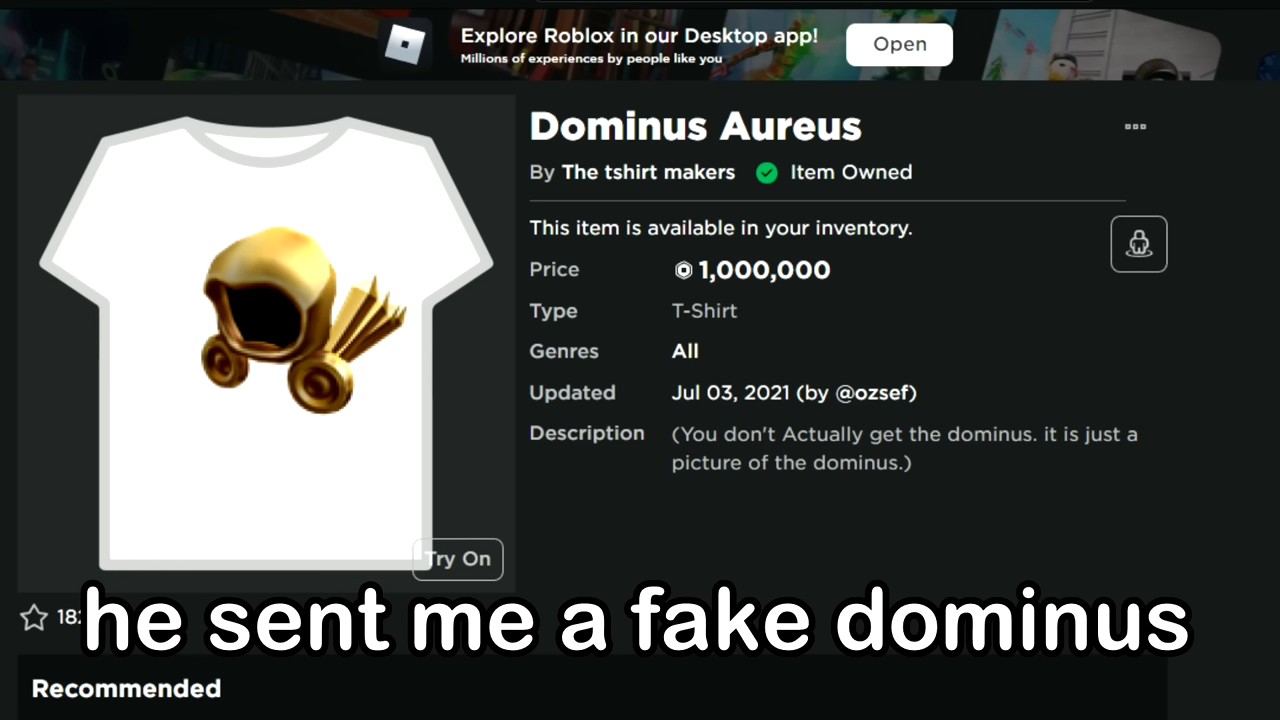 Explore Roblox in our Desktop app!
Millions of experiences by people like you
Open
Dominus Aureus
By The tshirt makers Item Owned
This item is available in your inventory.
Price 1,000,000
Type T-Shirt
Genres All
Updated Jul 03, 2021 (by @ozsef)
Description (You don't Actually get the dominus. it is just a
picture of the dominus.)
Try On
he sent me a fake dominus
Recommended